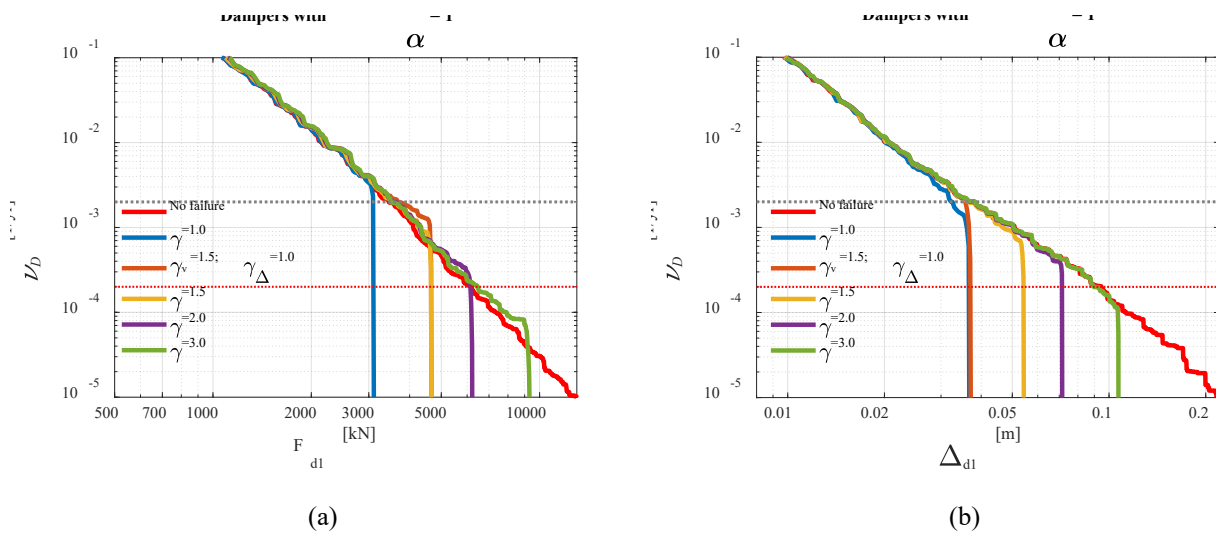 Dampers with = 1
α
10 -1
10 -2
10 -3
10 -4
10 -5
ν_D
No failure
γ=1.0
γ_v=1.5; γ_Δ=1.0
γ=1.5
γ=2.0
γ=3.0
500 700 1000 2000 3000 5000 10000
F_d1 [kN]
(a)
Dampers with = 1
α
10 -1
10 -2
10 -3
10 -4
10 -5
ν_D
No failure
γ=1.0
γ_v=1.5; γ_Δ=1.0
γ=1.5
γ=2.0
γ=3.0
0.01 0.02 0.05 0.1 0.2
Δ_d1 [m]
(b)